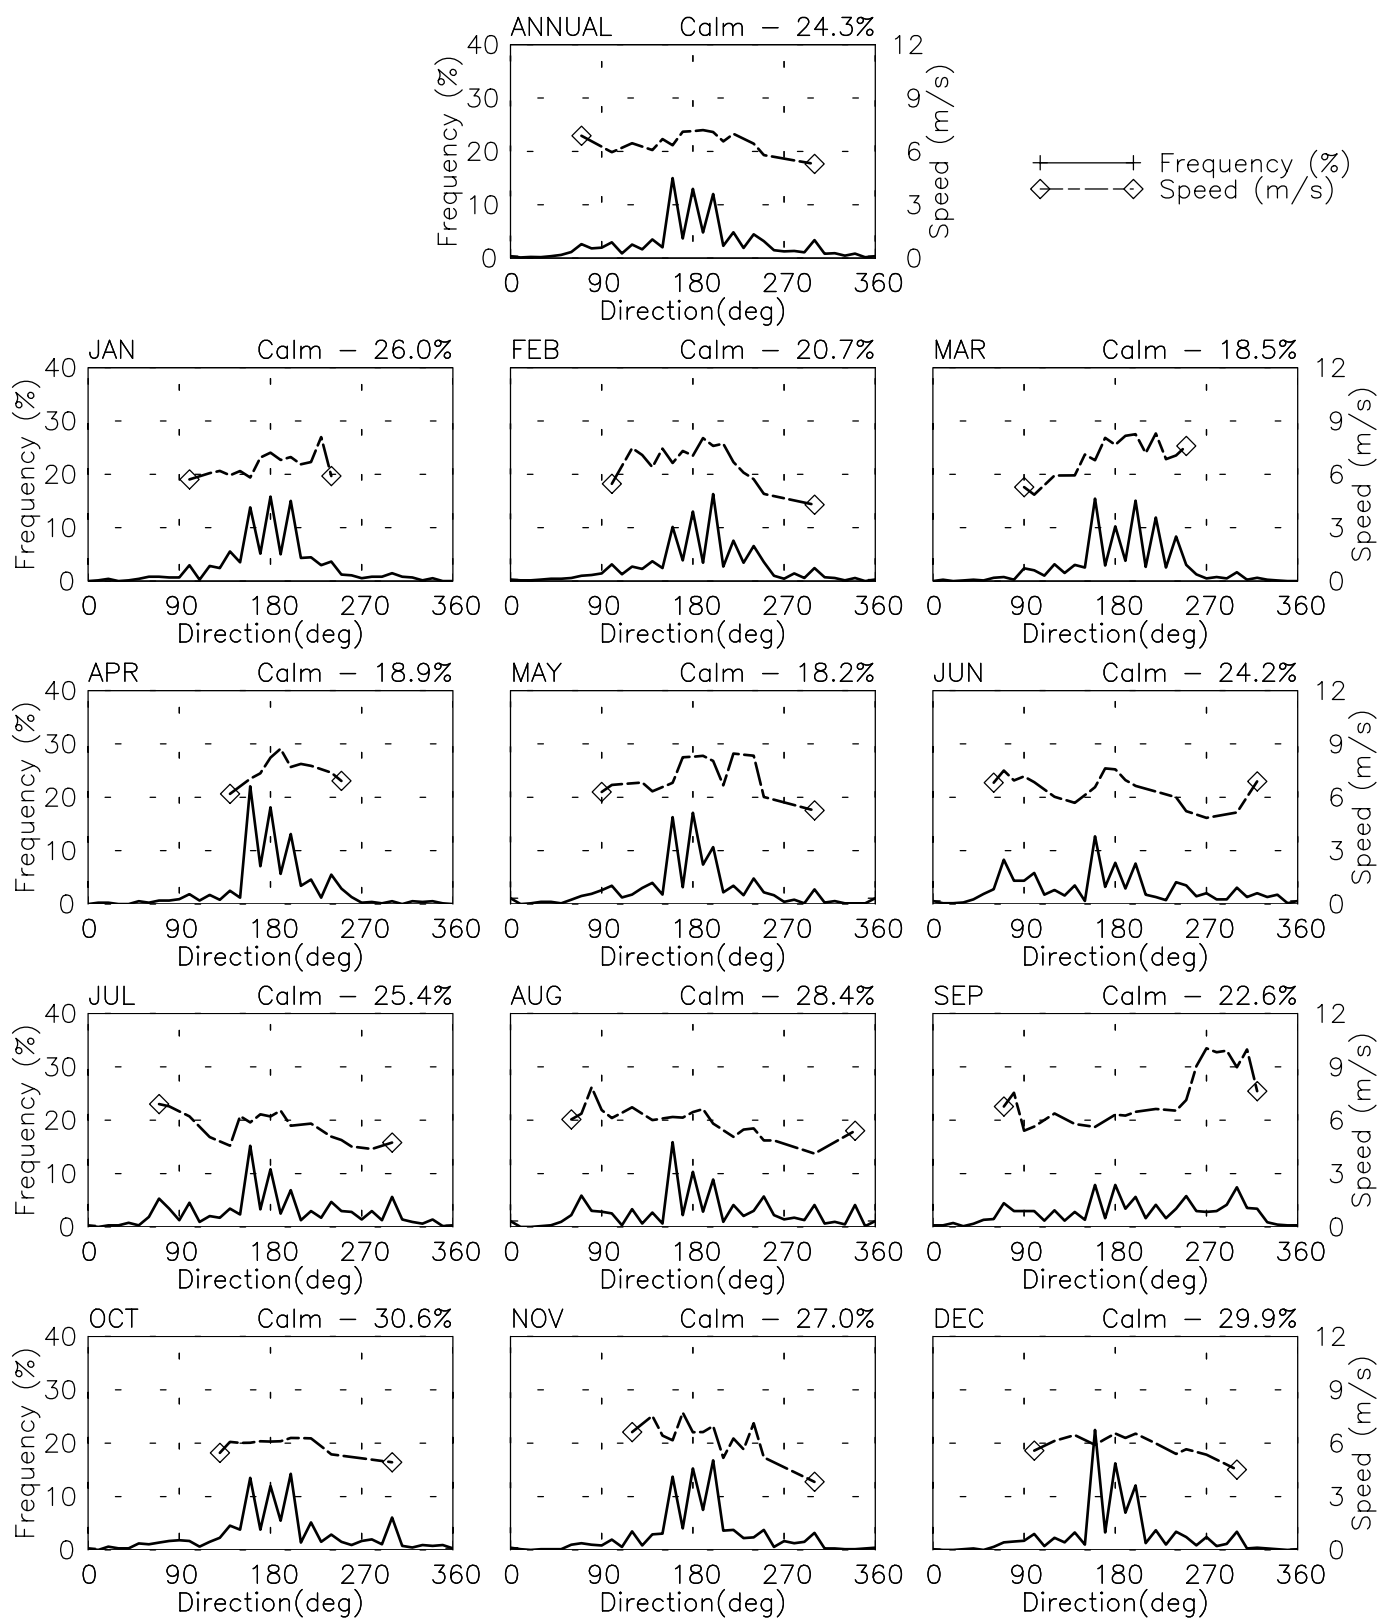 ANNUAL Calm – 24.3%
40 12
30 9
20 6
10 3
0 0
Frequency (%)
Speed (m/s)
0 90 180 270 360
Direction(deg)
Frequency (%)
Speed (m/s)
JAN Calm – 26.0% FEB Calm – 20.7% MAR Calm – 18.5%
40 12
30 9
20 6
10 3
0 0
Frequency (%)
Speed (m/s)
0 90 180 270 360 0 90 180 270 360 0 90 180 270 360
Direction(deg) Direction(deg) Direction(deg)
APR Calm – 18.9% MAY Calm – 18.2% JUN Calm – 24.2%
40 12
30 9
20 6
10 3
0 0
Frequency (%)
Speed (m/s)
0 90 180 270 360 0 90 180 270 360 0 90 180 270 360
Direction(deg) Direction(deg) Direction(deg)
JUL Calm – 25.4% AUG Calm – 28.4% SEP Calm – 22.6%
40 12
30 9
20 6
10 3
0 0
Frequency (%)
Speed (m/s)
0 90 180 270 360 0 90 180 270 360 0 90 180 270 360
Direction(deg) Direction(deg) Direction(deg)
OCT Calm – 30.6% NOV Calm – 27.0% DEC Calm – 29.9%
40 12
30 9
20 6
10 3
0 0
Frequency (%)
Speed (m/s)
0 90 180 270 360 0 90 180 270 360 0 90 180 270 360
Direction(deg) Direction(deg) Direction(deg)